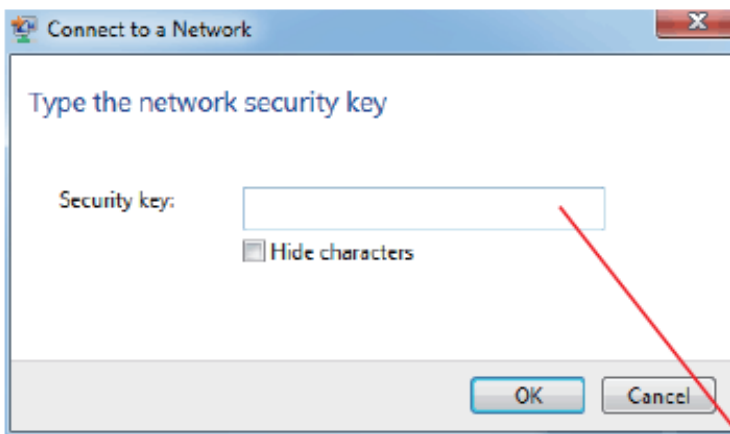 Connect to a Network
Type the network security key
Security key:
Hide characters
OK
Cancel